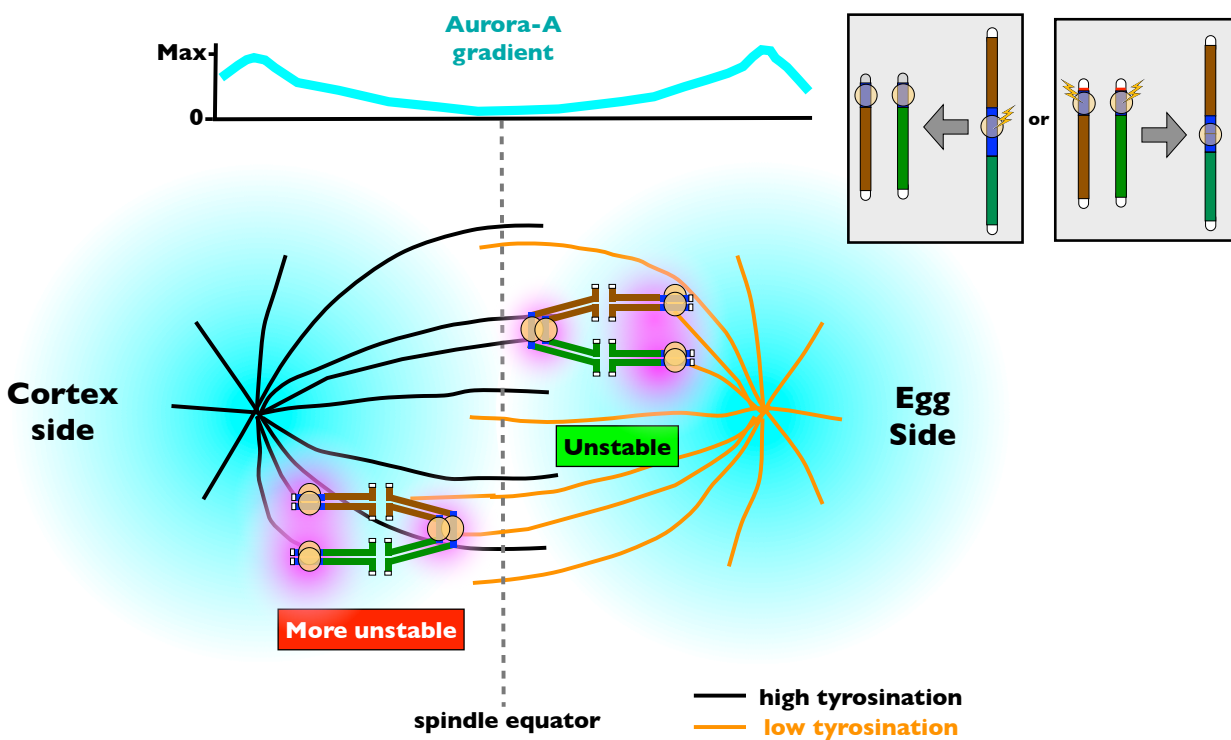 Aurora-A
gradient
Max
0
or
Cortex
side
Egg
Side
Unstable
More unstable
spindle equator
high tyrosination
low tyrosination